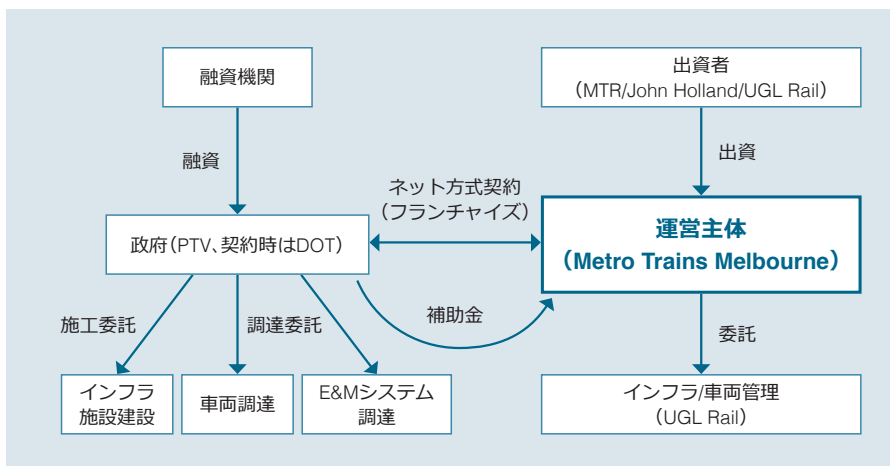 融資機関
出資者
（MTR/John Holland/UGL Rail）
融資
出資
ネット方式契約
（フランチャイズ）
政府（PTV、契約時はDOT）
運営主体
（Metro Trains Melbourne）
施工委託
調達委託
補助金
委託
インフラ
施設建設
車両調達
E&Mシステム
調達
インフラ/車両管理
（UGL Rail）